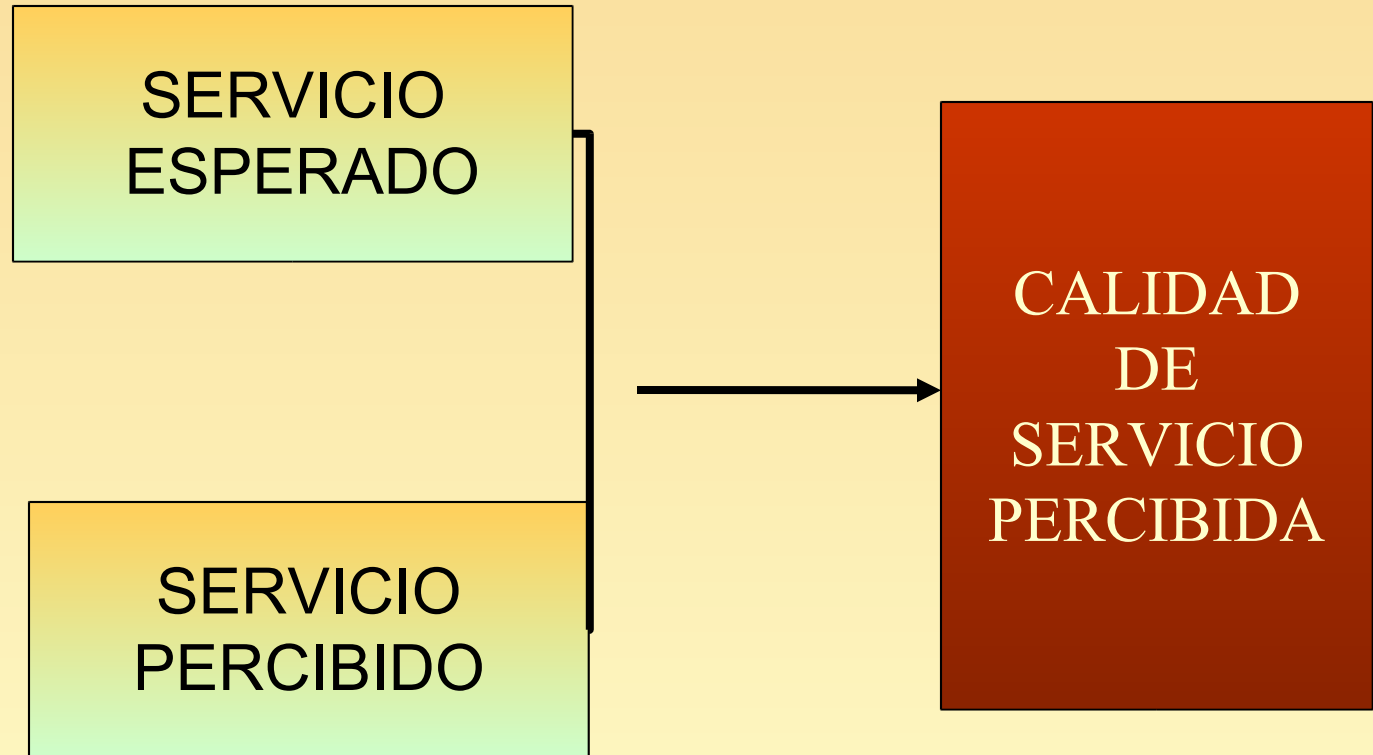 SERVICIO
ESPERADO
SERVICIO
PERCIBIDO
CALIDAD
DE
SERVICIO
PERCIBIDA